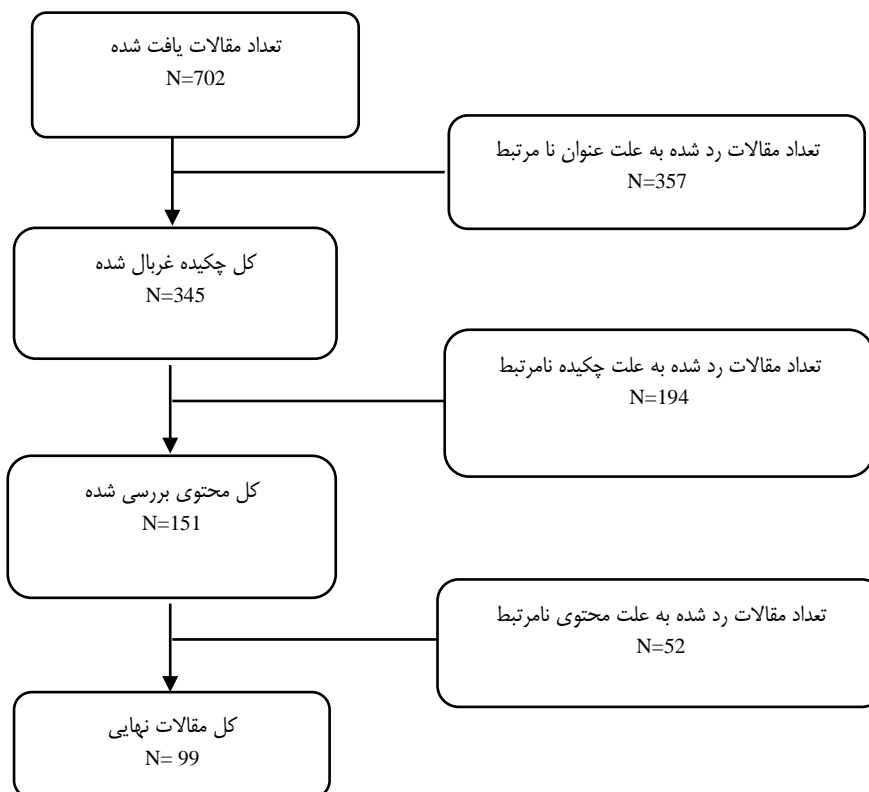 تعداد مقالات یافت شده
N=702
تعداد مقالات رد شده به علت عنوان نا مرتبط
N=357
کل چکیده غربال شده
N=345
تعداد مقالات رد شده به علت چکیده نامرتبط
N=194
کل محتوی بررسی شده
N=151
تعداد مقالات رد شده به علت محتوی نامرتبط
N=52
کل مقالات نهایی
N= 99